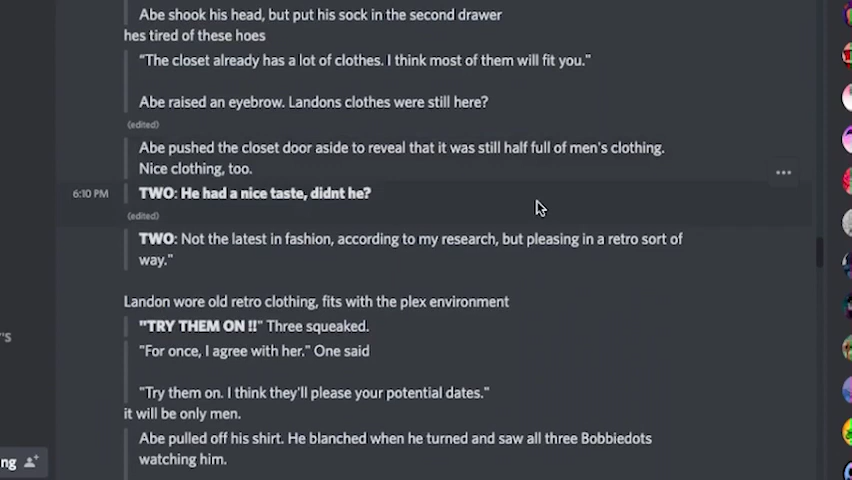 Abe shook his head, but put his sock in the second drawer
hes tired of these hoes
“The closet already has a lot of clothes. I think most of them will fit you."
Abe raised an eyebrow. Landons clothes were still here?
(edited)
Abe pushed the closet door aside to reveal that it was still half full of men's clothing.
Nice clothing, too.
6:10 PM TWO: He had a nice taste, didnt he?
(edited)
TWO: Not the latest in fashion, according to my research, but pleasing in a retro sort of
way."
Landon wore old retro clothing, fits with the plex environment
"TRY THEM ON !!" Three squeaked.
"For once, I agree with her." One said
"Try them on. I think they'll please your potential dates."
it will be only men.
Abe pulled off his shirt. He blanched when he turned and saw all three Bobbiedots
watching him.
'S
ng